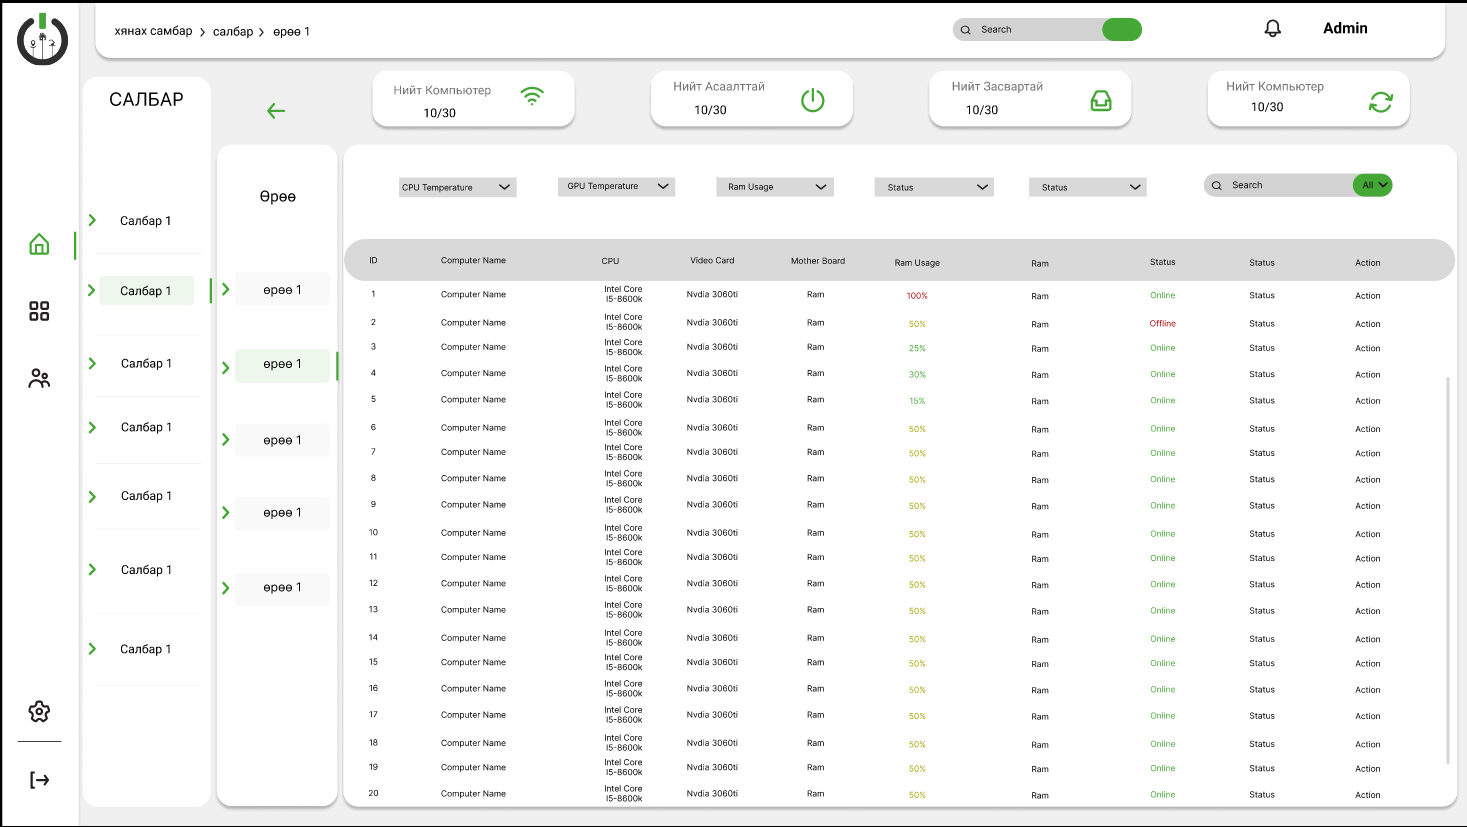 хянах самбар > салбар > өрөө 1
Search
Admin
САЛБАР
Нийт Компьютер
10/30
Нийт Асаалттай
10/30
Нийт Засвартай
10/30
Нийт Компьютер
10/30
Салбар 1
Салбар 1
Салбар 1
Салбар 1
Салбар 1
Салбар 1
Салбар 1
Өрөө
өрөө 1
өрөө 1
өрөө 1
өрөө 1
өрөө 1
CPU Temperature
GPU Temperature
Ram Usage
Status
Status
Search
All
ID Computer Name CPU Video Card Mother Board Ram Usage Ram Status Status Action
1 Computer Name Intel Core I5-8600k Nvdia 3060ti Ram 100% Ram Online Status Action
2 Computer Name Intel Core I5-8600k Nvdia 3060ti Ram 50% Ram Offline Status Action
3 Computer Name Intel Core I5-8600k Nvdia 3060ti Ram 25% Ram Online Status Action
4 Computer Name Intel Core I5-8600k Nvdia 3060ti Ram 30% Ram Online Status Action
5 Computer Name Intel Core I5-8600k Nvdia 3060ti Ram 15% Ram Online Status Action
6 Computer Name Intel Core I5-8600k Nvdia 3060ti Ram 50% Ram Online Status Action
7 Computer Name Intel Core I5-8600k Nvdia 3060ti Ram 50% Ram Online Status Action
8 Computer Name Intel Core I5-8600k Nvdia 3060ti Ram 50% Ram Online Status Action
9 Computer Name Intel Core I5-8600k Nvdia 3060ti Ram 50% Ram Online Status Action
10 Computer Name Intel Core I5-8600k Nvdia 3060ti Ram 50% Ram Online Status Action
11 Computer Name Intel Core I5-8600k Nvdia 3060ti Ram 50% Ram Online Status Action
12 Computer Name Intel Core I5-8600k Nvdia 3060ti Ram 50% Ram Online Status Action
13 Computer Name Intel Core I5-8600k Nvdia 3060ti Ram 50% Ram Online Status Action
14 Computer Name Intel Core I5-8600k Nvdia 3060ti Ram 50% Ram Online Status Action
15 Computer Name Intel Core I5-8600k Nvdia 3060ti Ram 50% Ram Online Status Action
16 Computer Name Intel Core I5-8600k Nvdia 3060ti Ram 50% Ram Online Status Action
17 Computer Name Intel Core I5-8600k Nvdia 3060ti Ram 50% Ram Online Status Action
18 Computer Name Intel Core I5-8600k Nvdia 3060ti Ram 50% Ram Online Status Action
19 Computer Name Intel Core I5-8600k Nvdia 3060ti Ram 50% Ram Online Status Action
20 Computer Name Intel Core I5-8600k Nvdia 3060ti Ram 50% Ram Online Status Action